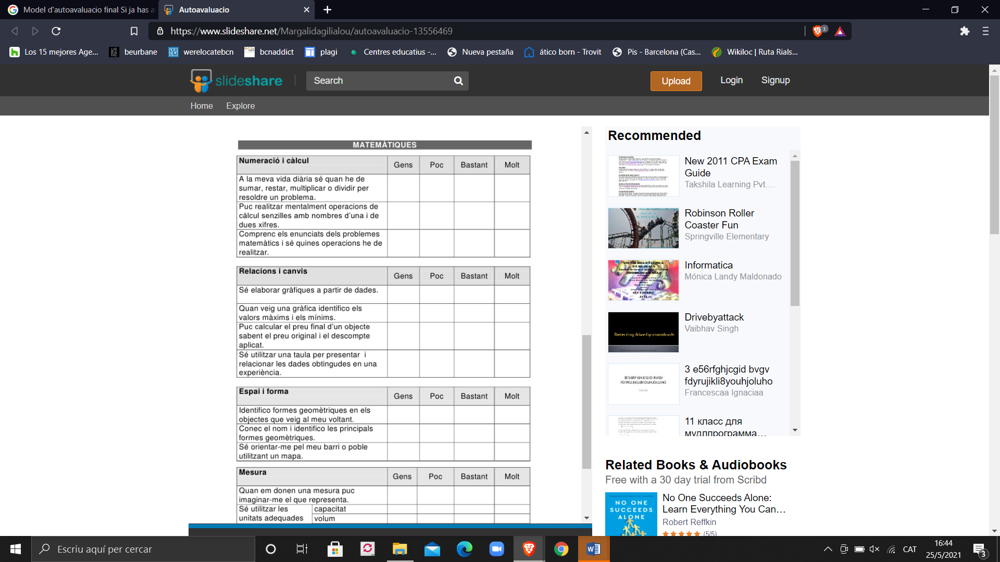 Model d'autoavaluacio final Si ja has a
Autoavaluacio
https://www.slideshare.net/Margalidagilialou/autoavaluacio-13556469
3
Los 15 mejores Age...
beurbane
werelocatebcn
bcnaddict
plagi
Centres educatius -...
Nueva pestaña
ático born - Trovit
Pis - Barcelona (Cas...
Wikiloc | Ruta Rials...
slideshare
Search
Upload
Login
Signup
Home
Explore
MATEMÀTIQUES
Numeració i càlcul
Gens
Poc
Bastant
Molt
A la meva vida diària sé quan he de
sumar, restar, multiplicar o dividir per
resoldre un problema.
Puc realitzar mentalment operacions de
càlcul senzilles amb nombres d'una i de
dues xifres.
Comprenc els enunciats dels problemes
matemàtics i sé quines operacions he de
realitzar.
Relacions i canvis
Gens
Poc
Bastant
Molt
Sé elaborar gràfiques a partir de dades.
Quan veig una gràfica identifico els
valors màxims i els mínims.
Puc calcular el preu final d'un objecte
sabent el preu original i el descompte
aplicat.
Sé utilitzar una taula per presentar i
relacionar les dades obtingudes en una
experiència.
Espai i forma
Gens
Poc
Bastant
Molt
Identifico formes geomètriques en els
objectes que veig al meu voltant.
Conec el nom i identifico les principals
formes geomètriques.
Sé orientar-me pel meu barri o poble
utilitzant un mapa.
Mesura
Gens
Poc
Bastant
Molt
Quan em donen una mesura puc
imaginar-me el que representa.
Sé utilitzar les
unitats adequades
capacitat
volum
Recommended
New 2011 CPA Exam
Guide
Takshila Learning Pvt....
Robinson Roller
Coaster Fun
Springville Elementary
Informatica
Mónica Landy Maldonado
Detecting drive-by-downloads
Drivebyattack
Vaibhav Singh
3E56RFGHJCGID BVGV
FDYRUJIKLI8YOUHJOLUHO
3 e56rfghjcgid bvgv
fdyrujikli8youhjoluho
Francescaa Ignaciaa
11 класс для
мудлпрограмма...
Related Books & Audiobooks
Free with a 30 day trial from Scribd
NO ONE
SUCCEEDS
ALONE
No One Succeeds Alone:
Learn Everything You Can...
Robert Reffkin
(5/5)
Escriu aquí per cercar
CAT
16:44
25/5/2021
3